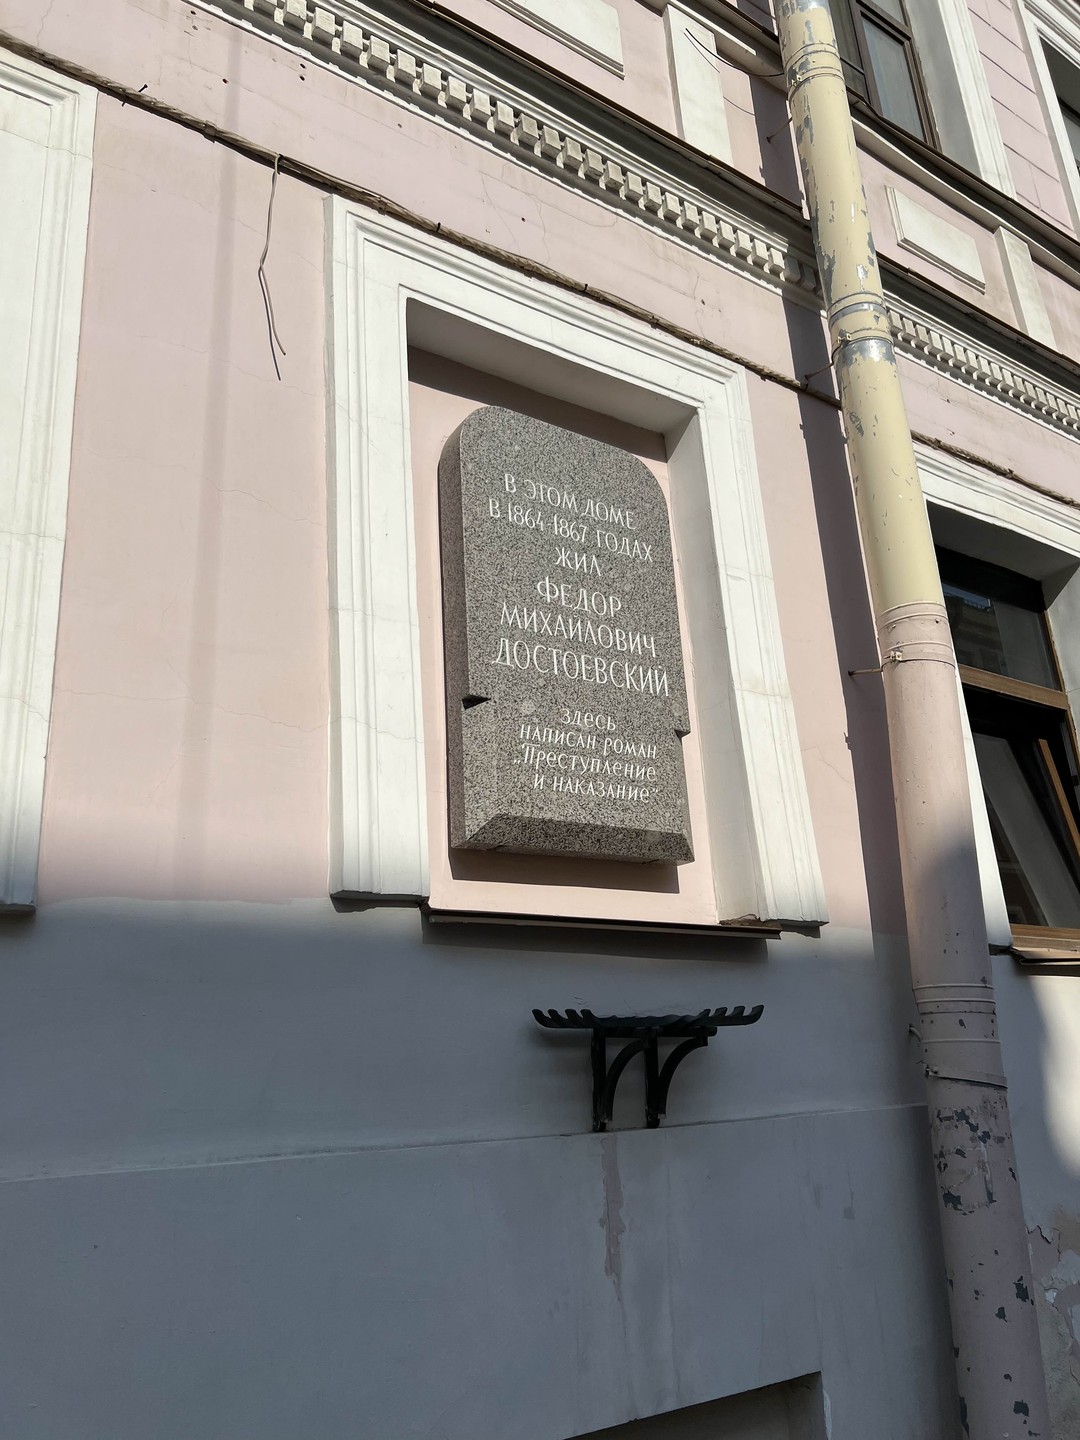 В ЭТОМ ДОМЕ
В 1864-1867 ГОДАХ
ЖИЛ
ФЕДОР
МИХАЙЛОВИЧ
ДОСТОЕВСКИЙ
здесь
написан роман
„Преступление
и наказание"